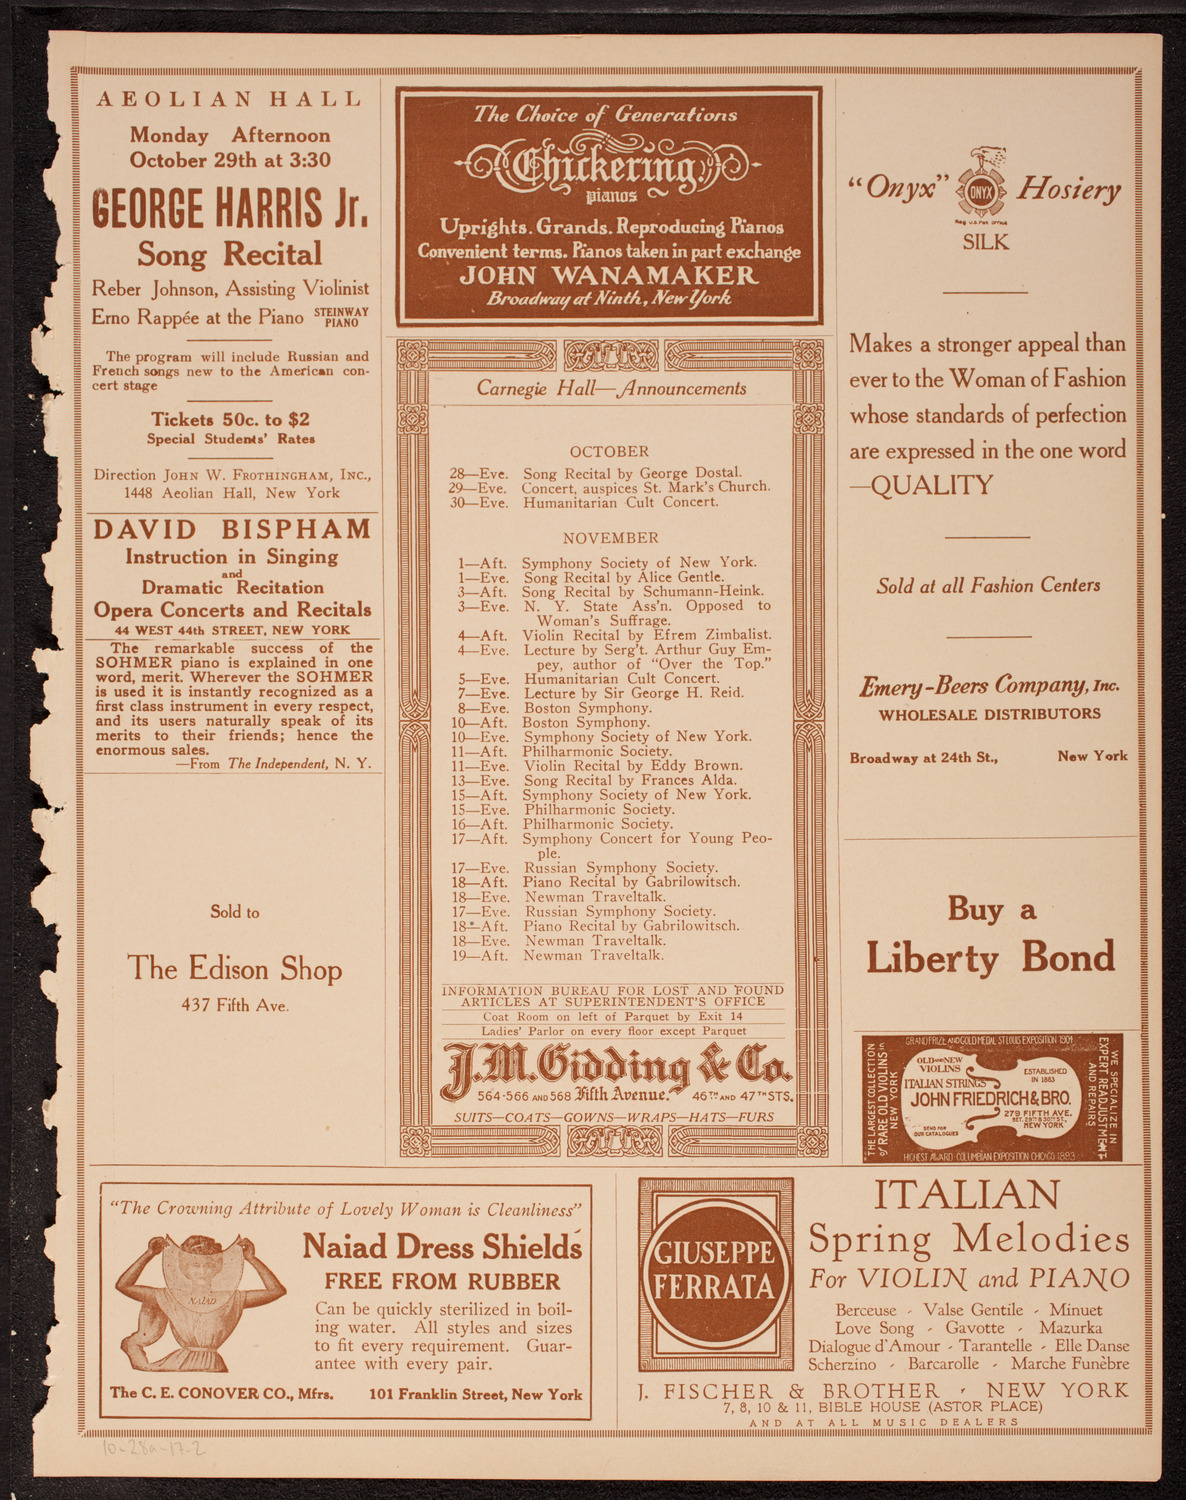 AEOLIAN HALL
Monday Afternoon
October 29th at 3:30
GEORGE HARRIS Jr.
Song Recital
Reber Johnson, Assisting Violinist
Erno Rappée at the Piano STEINWAY
PIANO
The program will include Russian and
French songs new to the American con-
cert stage
Tickets 50c. to $2
Special Students' Rates
Direction JOHN W. FROTHINGHAM, INC.,
1448 Aeolian Hall, New York
DAVID BISPHAM
Instruction in Singing
and
Dramatic Recitation
Opera Concerts and Recitals
44 WEST 44th STREET, NEW YORK
The remarkable success of the
SOHMER piano is explained in one
word, merit. Wherever the SOHMER
is used it is instantly recognized as a
first class instrument in every respect,
and its users naturally speak of its
merits to their friends; hence the
enormous sales.
—From The Independent, N. Y.
Sold to
The Edison Shop
437 Fifth Ave.
The Choice of Generations
Chickering
pianos
Uprights. Grands. Reproducing Pianos
Convenient terms. Pianos taken in part exchange
JOHN WANAMAKER
Broadway at Ninth, New York
Carnegie Hall—Announcements
OCTOBER
28—Eve. Song Recital by George Dostal.
29—Eve. Concert, auspices St. Mark's Church.
30—Eve. Humanitarian Cult Concert.
NOVEMBER
1—Aft. Symphony Society of New York.
1—Eve. Song Recital by Alice Gentle.
3—Aft. Song Recital by Schumann-Heink.
3—Eve. N. Y. State Ass'n. Opposed to
Woman's Suffrage.
4—Aft. Violin Recital by Efrem Zimbalist.
4—Eve. Lecture by Serg't. Arthur Guy Em-
pey, author of "Over the Top."
5—Eve. Humanitarian Cult Concert.
7—Eve. Lecture by Sir George H. Reid.
8—Eve. Boston Symphony.
10—Aft. Boston Symphony.
10—Eve. Symphony Society of New York.
11—Aft. Philharmonic Society.
11—Eve. Violin Recital by Eddy Brown.
13—Eve. Song Recital by Frances Alda.
15—Aft. Symphony Society of New York.
15—Eve. Philharmonic Society.
16—Aft. Philharmonic Society.
17—Aft. Symphony Concert for Young Peo-
ple.
17—Eve. Russian Symphony Society.
18—Aft. Piano Recital by Gabrilowitsch.
18—Eve. Newman Traveltalk.
17—Eve. Russian Symphony Society.
18—Aft. Piano Recital by Gabrilowitsch.
18—Eve. Newman Traveltalk.
19—Aft. Newman Traveltalk.
INFORMATION BUREAU FOR LOST AND FOUND
ARTICLES AT SUPERINTENDENT'S OFFICE
Coat Room on left of Parquet by Exit 14
Ladies' Parlor on every floor except Parquet
J. M. Gidding & Co.
564-566 AND 568 Fifth Avenue. 46TH AND 47TH STS.
SUITS—COATS—GOWNS—WRAPS—HATS—FURS
"Onyx" ONYX Hosiery
Reg. U.S. Pat. Office
SILK
Makes a stronger appeal than
ever to the Woman of Fashion
whose standards of perfection
are expressed in the one word
—QUALITY
Sold at all Fashion Centers
Emery-Beers Company, Inc.
WHOLESALE DISTRIBUTORS
Broadway at 24th St., New York
Buy a
Liberty Bond
GRAND PRIZE AND GOLD MEDAL ST. LOUIS EXPOSITION 1904
THE LARGEST COLLECTION
of RARE OLD VIOLINS in
NEW YORK
OLD AND NEW
VIOLINS
ITALIAN STRINGS
ESTABLISHED
IN 1883
JOHN FRIEDRICH & BRO.
279 FIFTH AVE.
BET. 29TH & 30TH ST.,
NEW YORK
SEND FOR
OUR CATALOGUES
WE SPECIALIZE IN
EXPERT READJUSTMENT
AND REPAIRS
HIGHEST AWARD COLUMBIAN EXPOSITION CHICAGO 1893
"The Crowning Attribute of Lovely Woman is Cleanliness"
NAIAD
Naiad Dress Shields
FREE FROM RUBBER
Can be quickly sterilized in boil-
ing water. All styles and sizes
to fit every requirement. Guar-
antee with every pair.
The C. E. CONOVER CO., Mfrs. 101 Franklin Street, New York
GIUSEPPE
FERRATA
ITALIAN
Spring Melodies
For VIOLIN and PIANO
Berceuse - Valse Gentile - Minuet
Love Song - Gavotte - Mazurka
Dialogue d'Amour - Tarantelle - Elle Danse
Scherzino - Barcarolle - Marche Funèbre
J. FISCHER & BROTHER - NEW YORK
7, 8, 10 & 11, BIBLE HOUSE (ASTOR PLACE)
AND AT ALL MUSIC DEALERS
10-28a-17-2